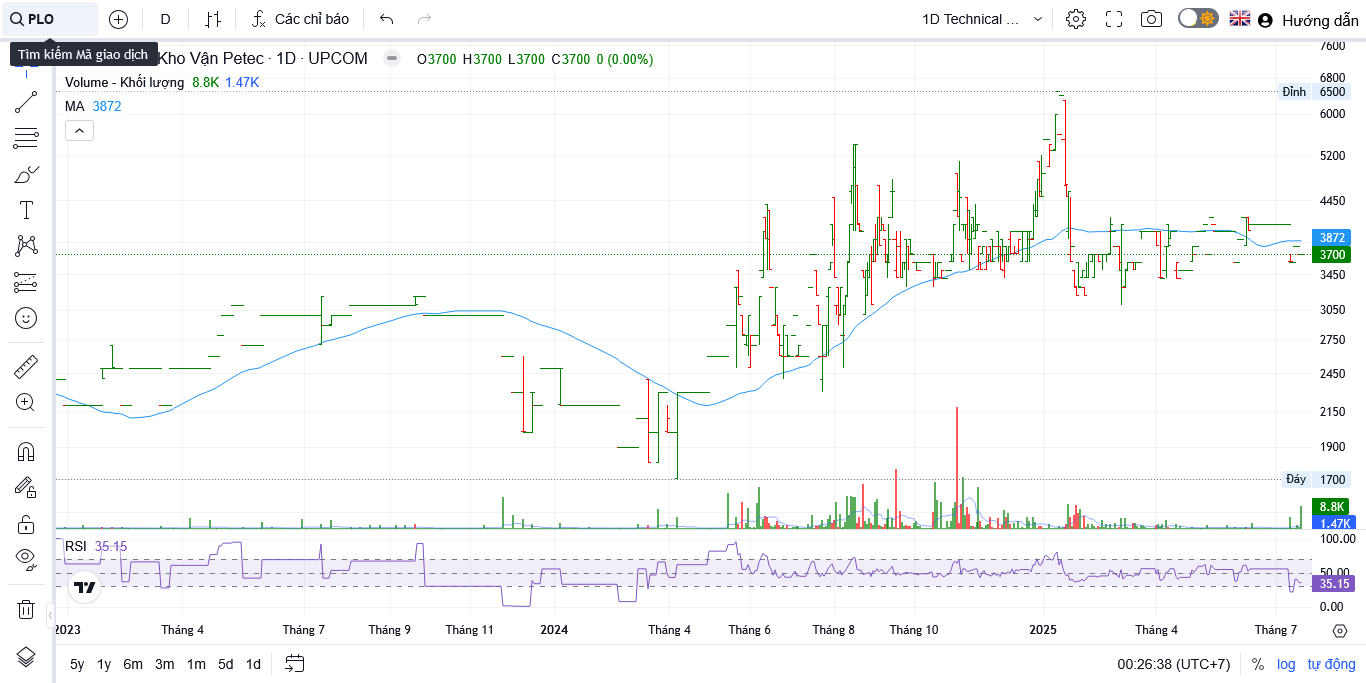 PLO D Các chỉ báo 1D Technical ... Hướng dẫn
Tìm kiếm Mã giao dịch
Kho Vận Petec · 1D · UPCOM O3700 H3700 L3700 C3700 0 (0.00%)
Volume - Khối lượng 8.8K 1.47K
MA 3872
7600
6800
Đỉnh 6500
6000
5200
4450
3872
3700
3450
3050
2750
2450
2150
1900
Đáy 1700
8.8K
1.47K
RSI 35.15
100.00
50.00
35.15
0.00
2023 Tháng 4 Tháng 7 Tháng 9 Tháng 11 2024 Tháng 4 Tháng 6 Tháng 8 Tháng 10 2025 Tháng 4 Tháng 7
5y 1y 6m 3m 1m 5d 1d 00:26:38 (UTC+7) % log tự động